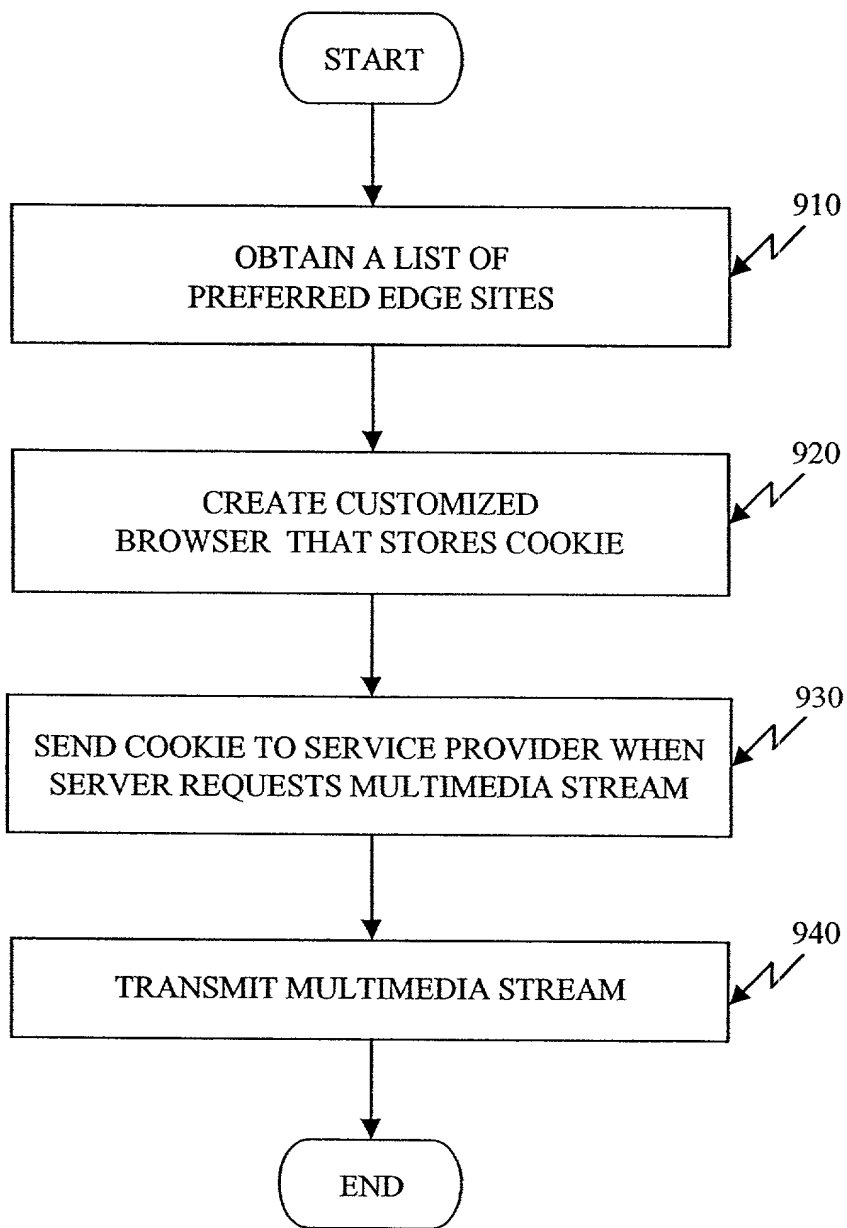 START
910
OBTAIN A LIST OF
PREFERRED EDGE SITES
920
CREATE CUSTOMIZED
BROWSER THAT STORES COOKIE
930
SEND COOKIE TO SERVICE PROVIDER WHEN
SERVER REQUESTS MULTIMEDIA STREAM
940
TRANSMIT MULTIMEDIA STREAM
END